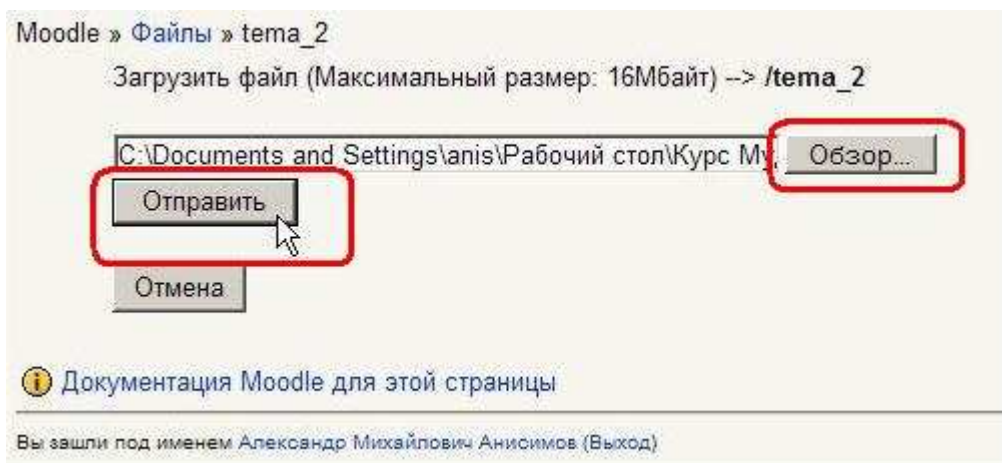 Moodle » Файлы » tema_2
Загрузить файл (Максимальный размер: 16Мбайт) --> /tema_2
C:\Documents and Settings\anis\Рабочий стол\Курс Му Обзор...
Отправить
Отмена
Документация Moodle для этой страницы
Вы зашли под именем Александр Михайлович Анисимов (Выход)